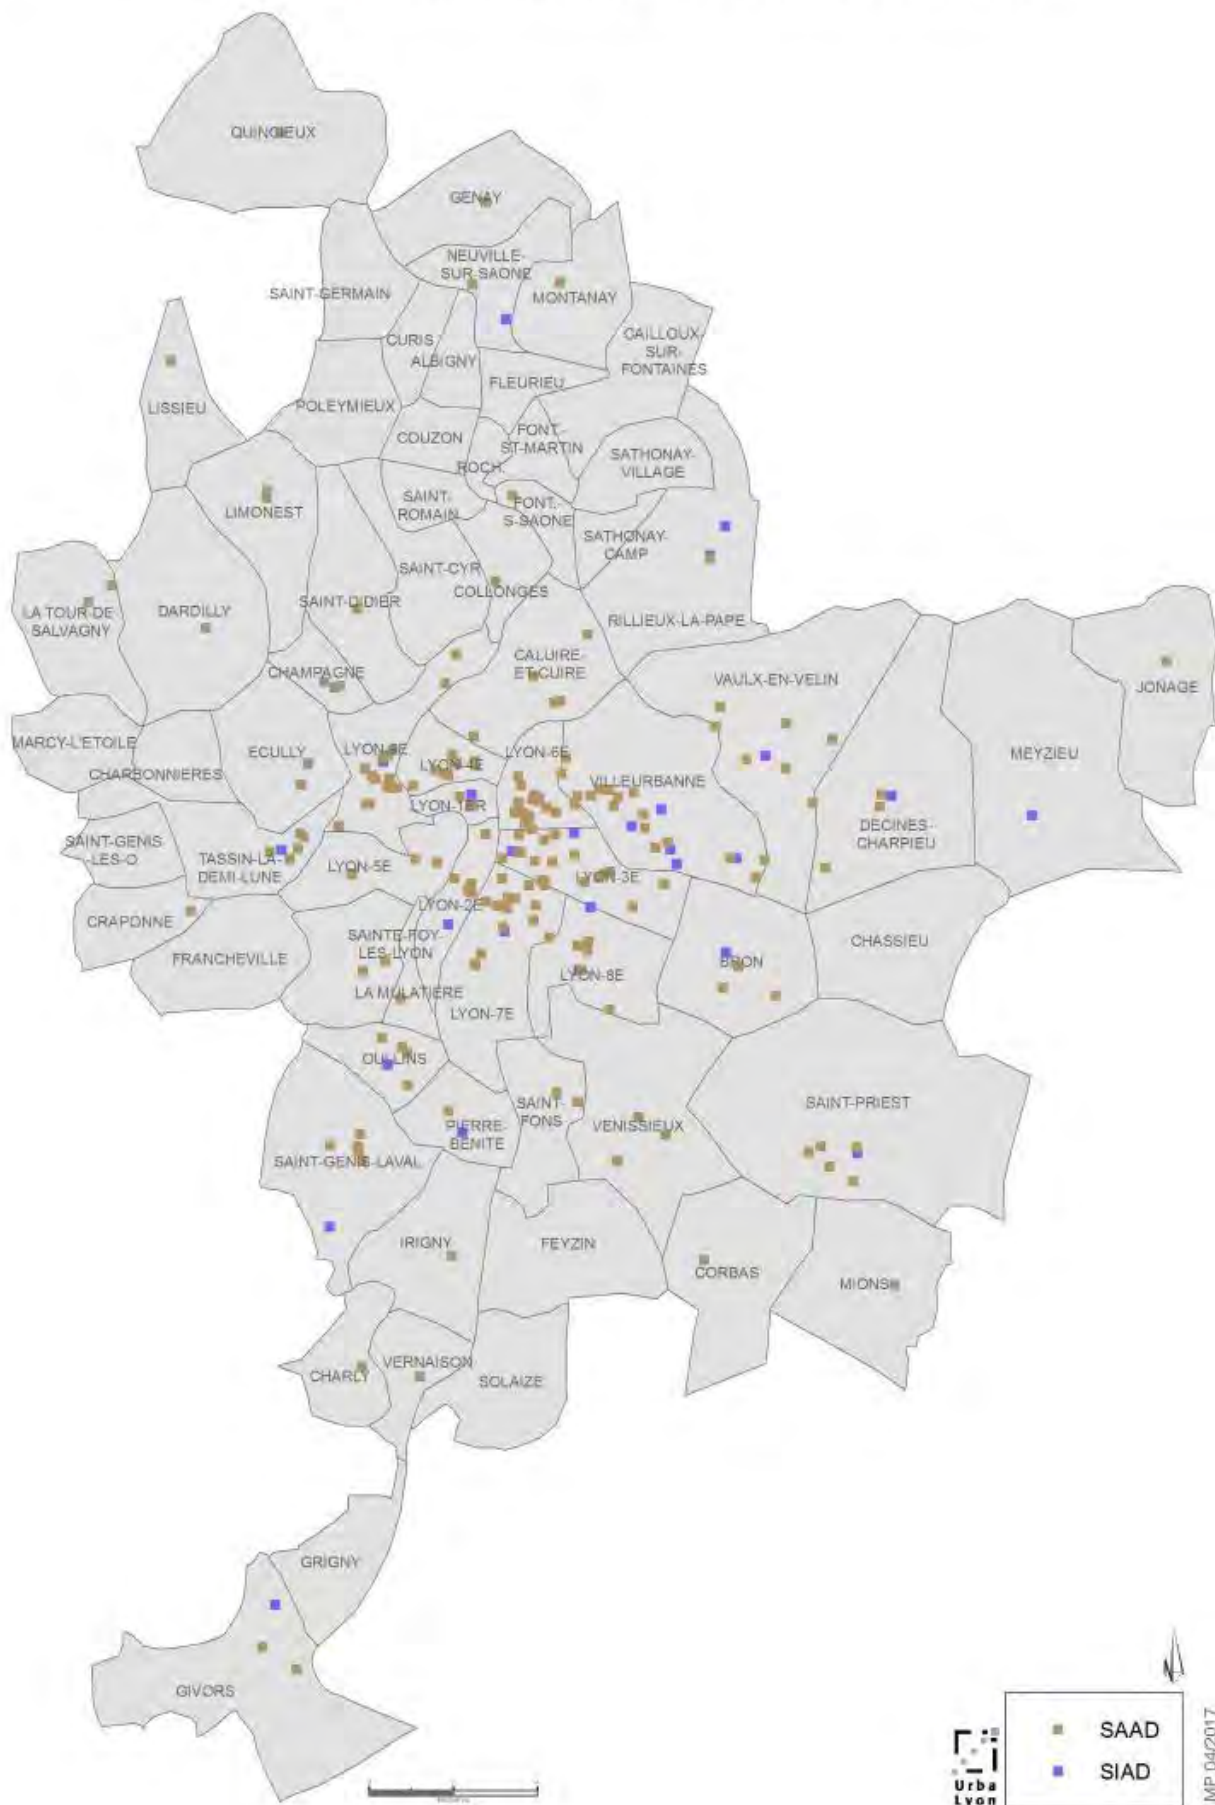 QUINCIEUX
GENAY
NEUVILLE-
SUR-SAONE
SAINT-GERMAIN
MONTANAY
CURIS
ALBIGNY
CAILLOUX-
SUR-
FONTAINES
LISSIEU
POLEYMIEUX
FLEURIEU
COUZON
FONT.-
ST-MARTIN
ROCH.
SATHONAY-
VILLAGE
LIMONEST
SAINT-
ROMAIN
FONT.-
S-SAONE
SATHONAY-
CAMP
SAINT-CYR
COLLONGES
LA TOUR-DE
SALVAGNY
DARDILLY
SAINT-DIDIER
RILLIEUX-LA-PAPE
CHAMPAGNE
CALUIRE-
ET-CUIRE
VAULX-EN-VELIN
JONAGE
MARCY-L'ETOILE
CHARBONNIERES
ECULLY
LYON-9E
LYON-4E
LYON-6E
VILLEURBANNE
MEYZIEU
LYON-1ER
DECINES-
CHARPIEU
SAINT-GENIS
-LES-O
TASSIN-LA-
DEMI-LUNE
LYON-5E
LYON-3E
CRAPONNE
LYON-2E
FRANCHEVILLE
SAINTE-FOY-
LES-LYON
CHASSIEU
BRON
LYON-8E
LA MULATIERE
LYON-7E
OULLINS
SAINT-
FONS
PIERRE-
BENITE
VENISSIEUX
SAINT-PRIEST
SAINT-GENIS-LAVAL
IRIGNY
FEYZIN
CORBAS
MIONS
CHARLY
VERNAISON
SOLAIZE
GRIGNY
GIVORS
SAAD
SIAD
Urba
Lyon
MP 04/2017